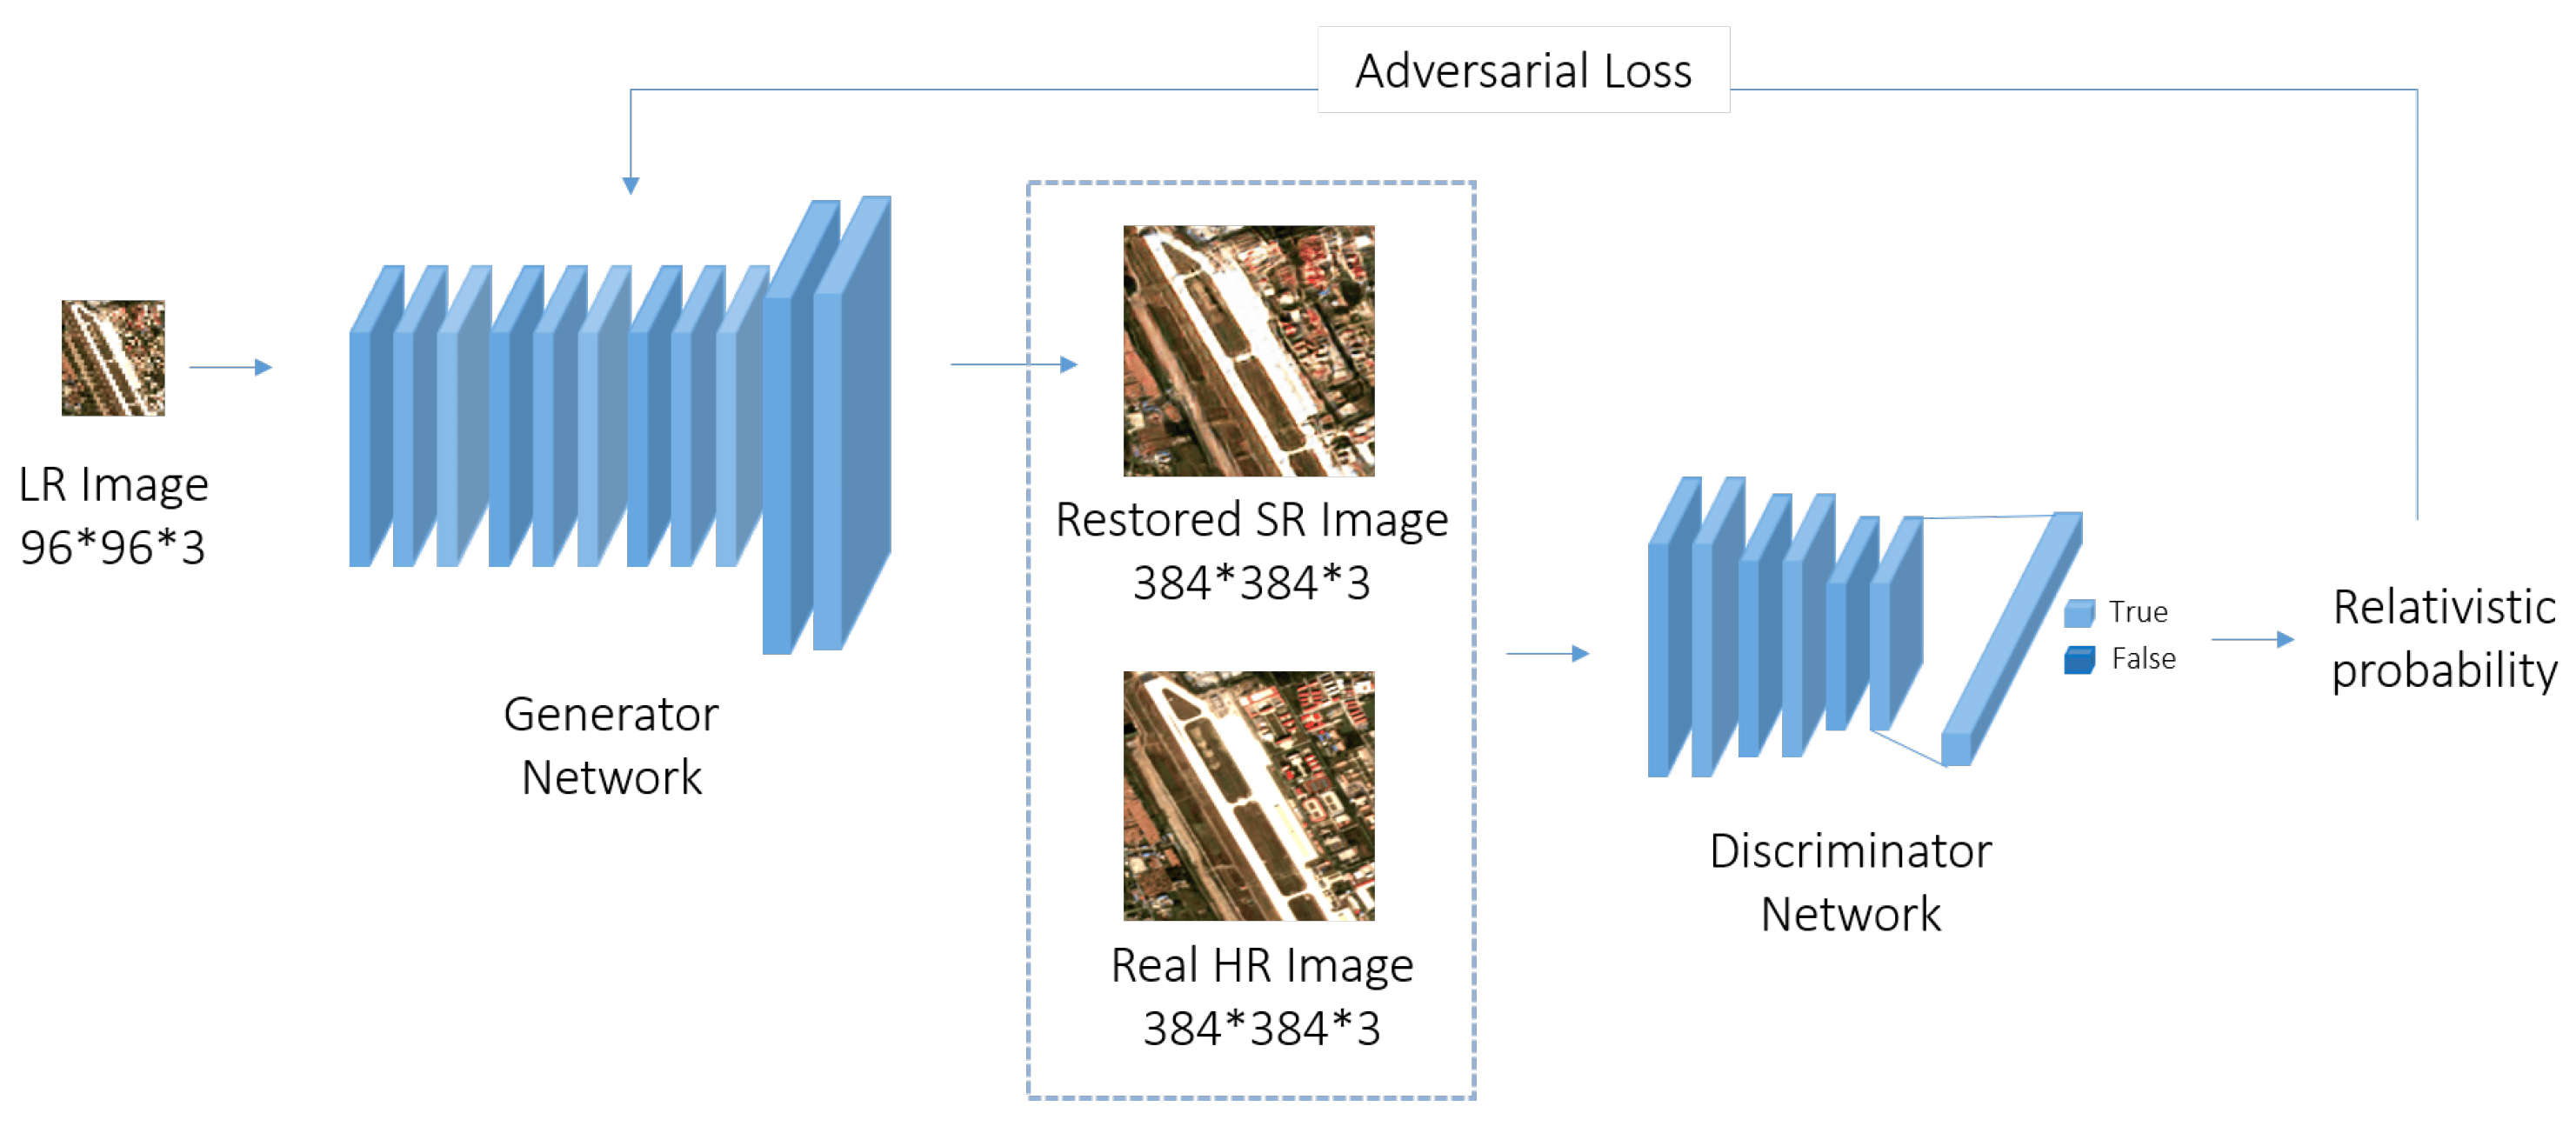 Adversarial Loss
LR Image
96*96*3
Generator
Network
Restored SR Image
384*384*3
Real HR Image
384*384*3
Discriminator
Network
True
False
Relativistic
probability